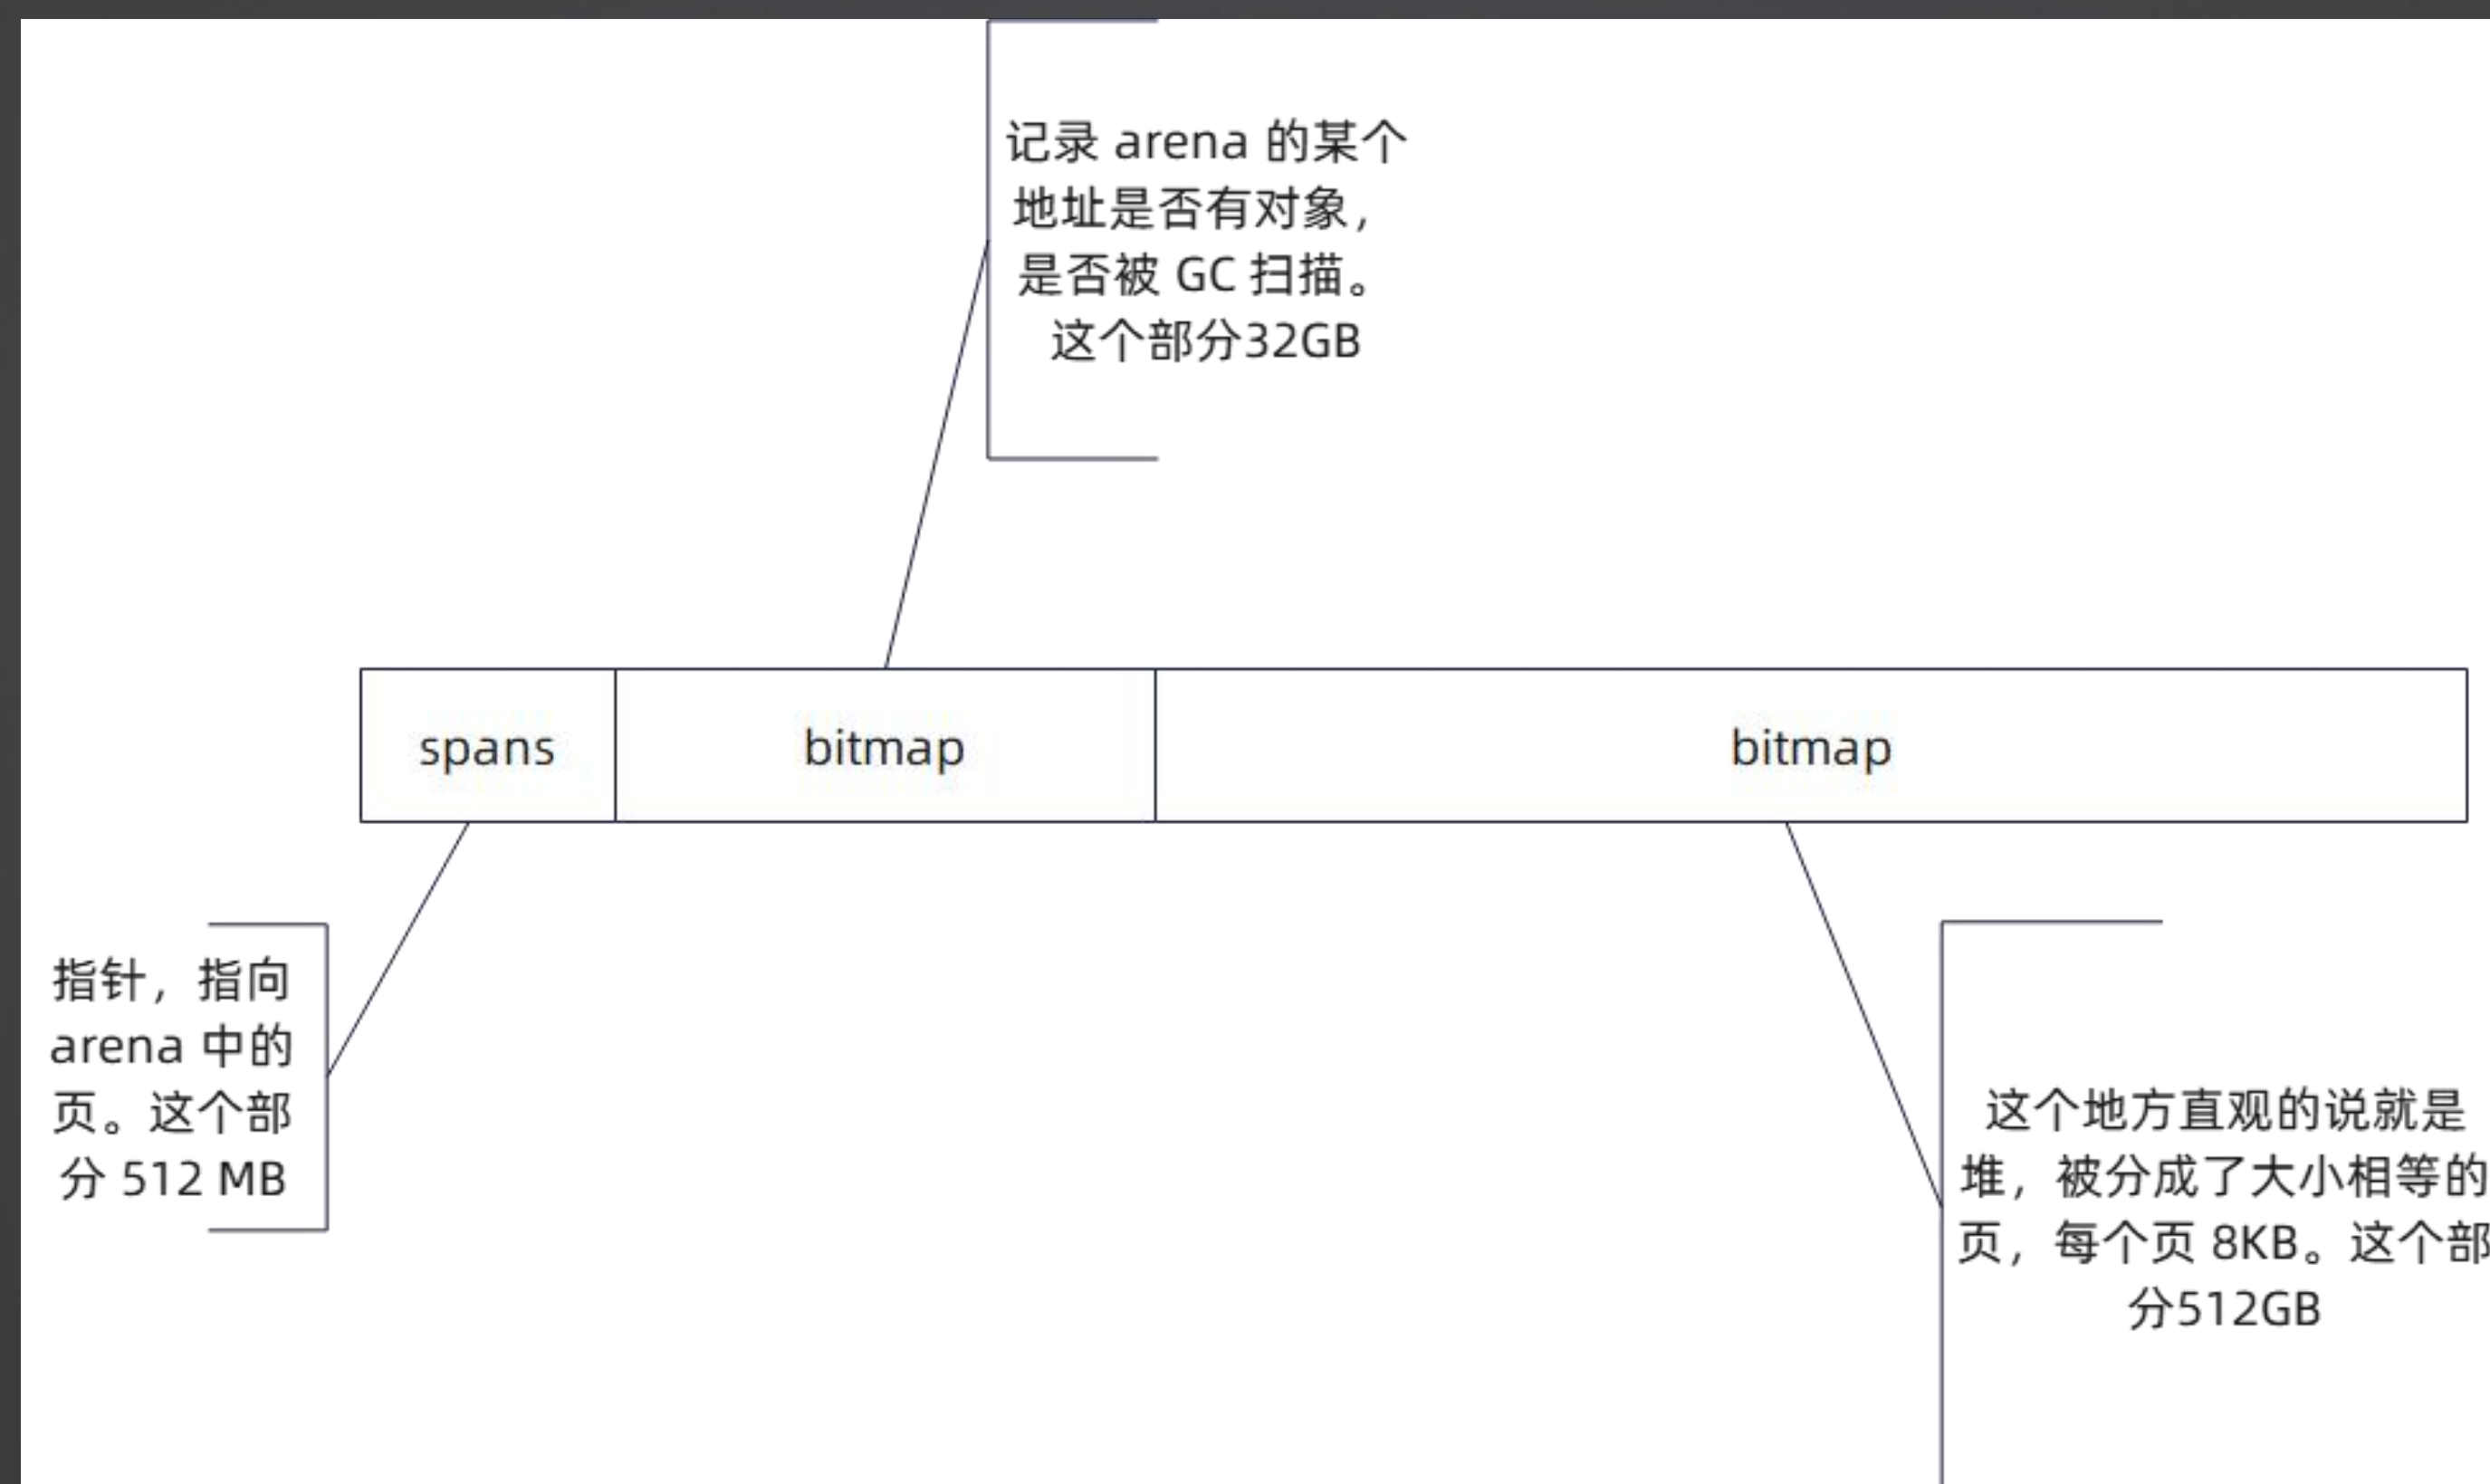 记录 arena 的某个
地址是否有对象，
是否被 GC 扫描。
这个部分32GB
spans
bitmap
bitmap
指针，指向
arena 中的
页。这个部
分 512 MB
这个地方直观的说就是
堆，被分成了大小相等的
页，每个页 8KB。这个部
分512GB